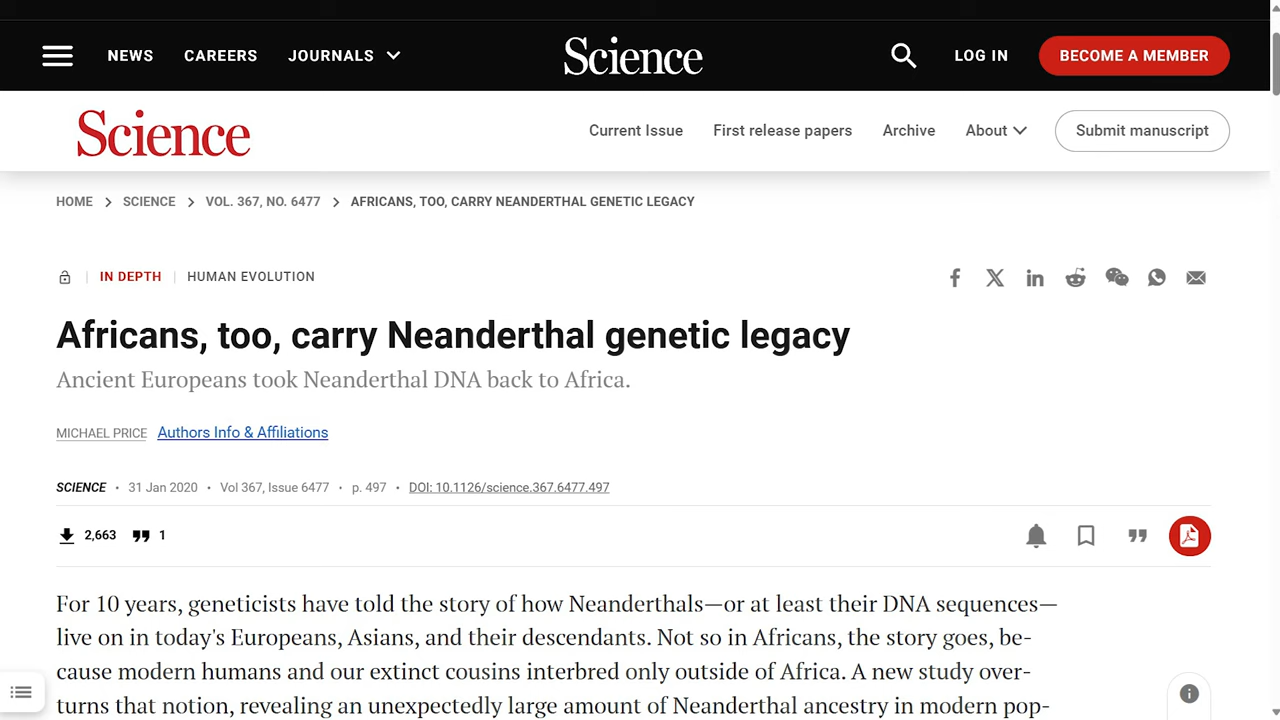 NEWS CAREERS JOURNALS Science LOG IN BECOME A MEMBER
Science Current Issue First release papers Archive About Submit manuscript
HOME SCIENCE VOL. 367, NO. 6477 AFRICANS, TOO, CARRY NEANDERTHAL GENETIC LEGACY
IN DEPTH HUMAN EVOLUTION
Africans, too, carry Neanderthal genetic legacy
Ancient Europeans took Neanderthal DNA back to Africa.
MICHAEL PRICE Authors Info & Affiliations
SCIENCE • 31 Jan 2020 • Vol 367, Issue 6477 • p. 497 • DOI: 10.1126/science.367.6477.497
2,663 1
For 10 years, geneticists have told the story of how Neanderthals—or at least their DNA sequences—
live on in today's Europeans, Asians, and their descendants. Not so in Africans, the story goes, be-
cause modern humans and our extinct cousins interbred only outside of Africa. A new study over-
turns that notion, revealing an unexpectedly large amount of Neanderthal ancestry in modern pop-